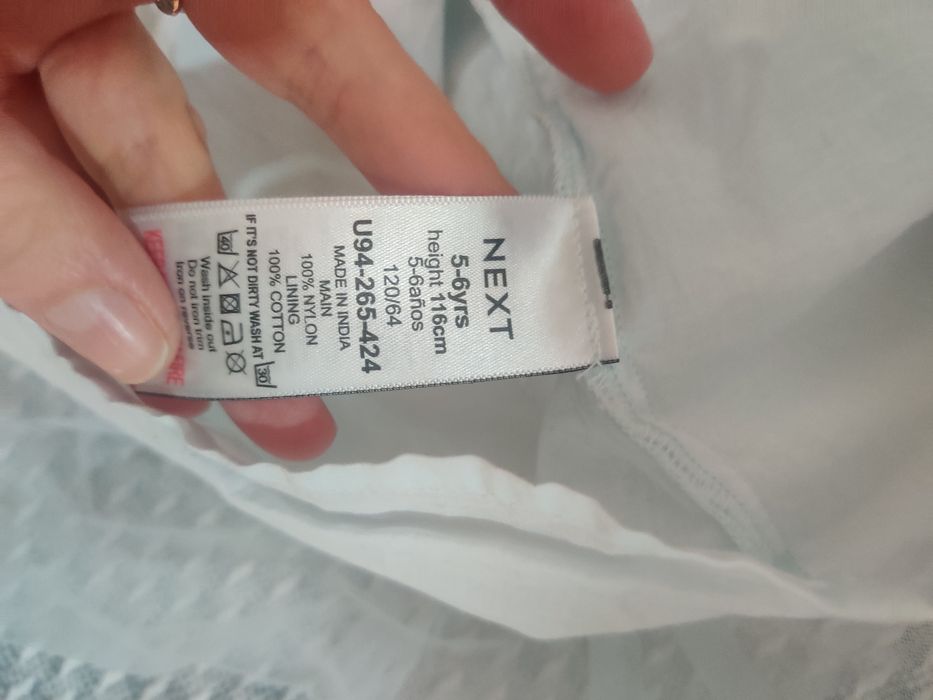 NEXT
5-6yrs
height 116cm
5-6años
120/64
U94-265-424
MADE IN INDIA
MAIN
100% NYLON
LINING
100% COTTON
IF IT'S NOT DIRTY WASH AT 30
40
Wash inside out
Do not iron trim
Iron on reverse